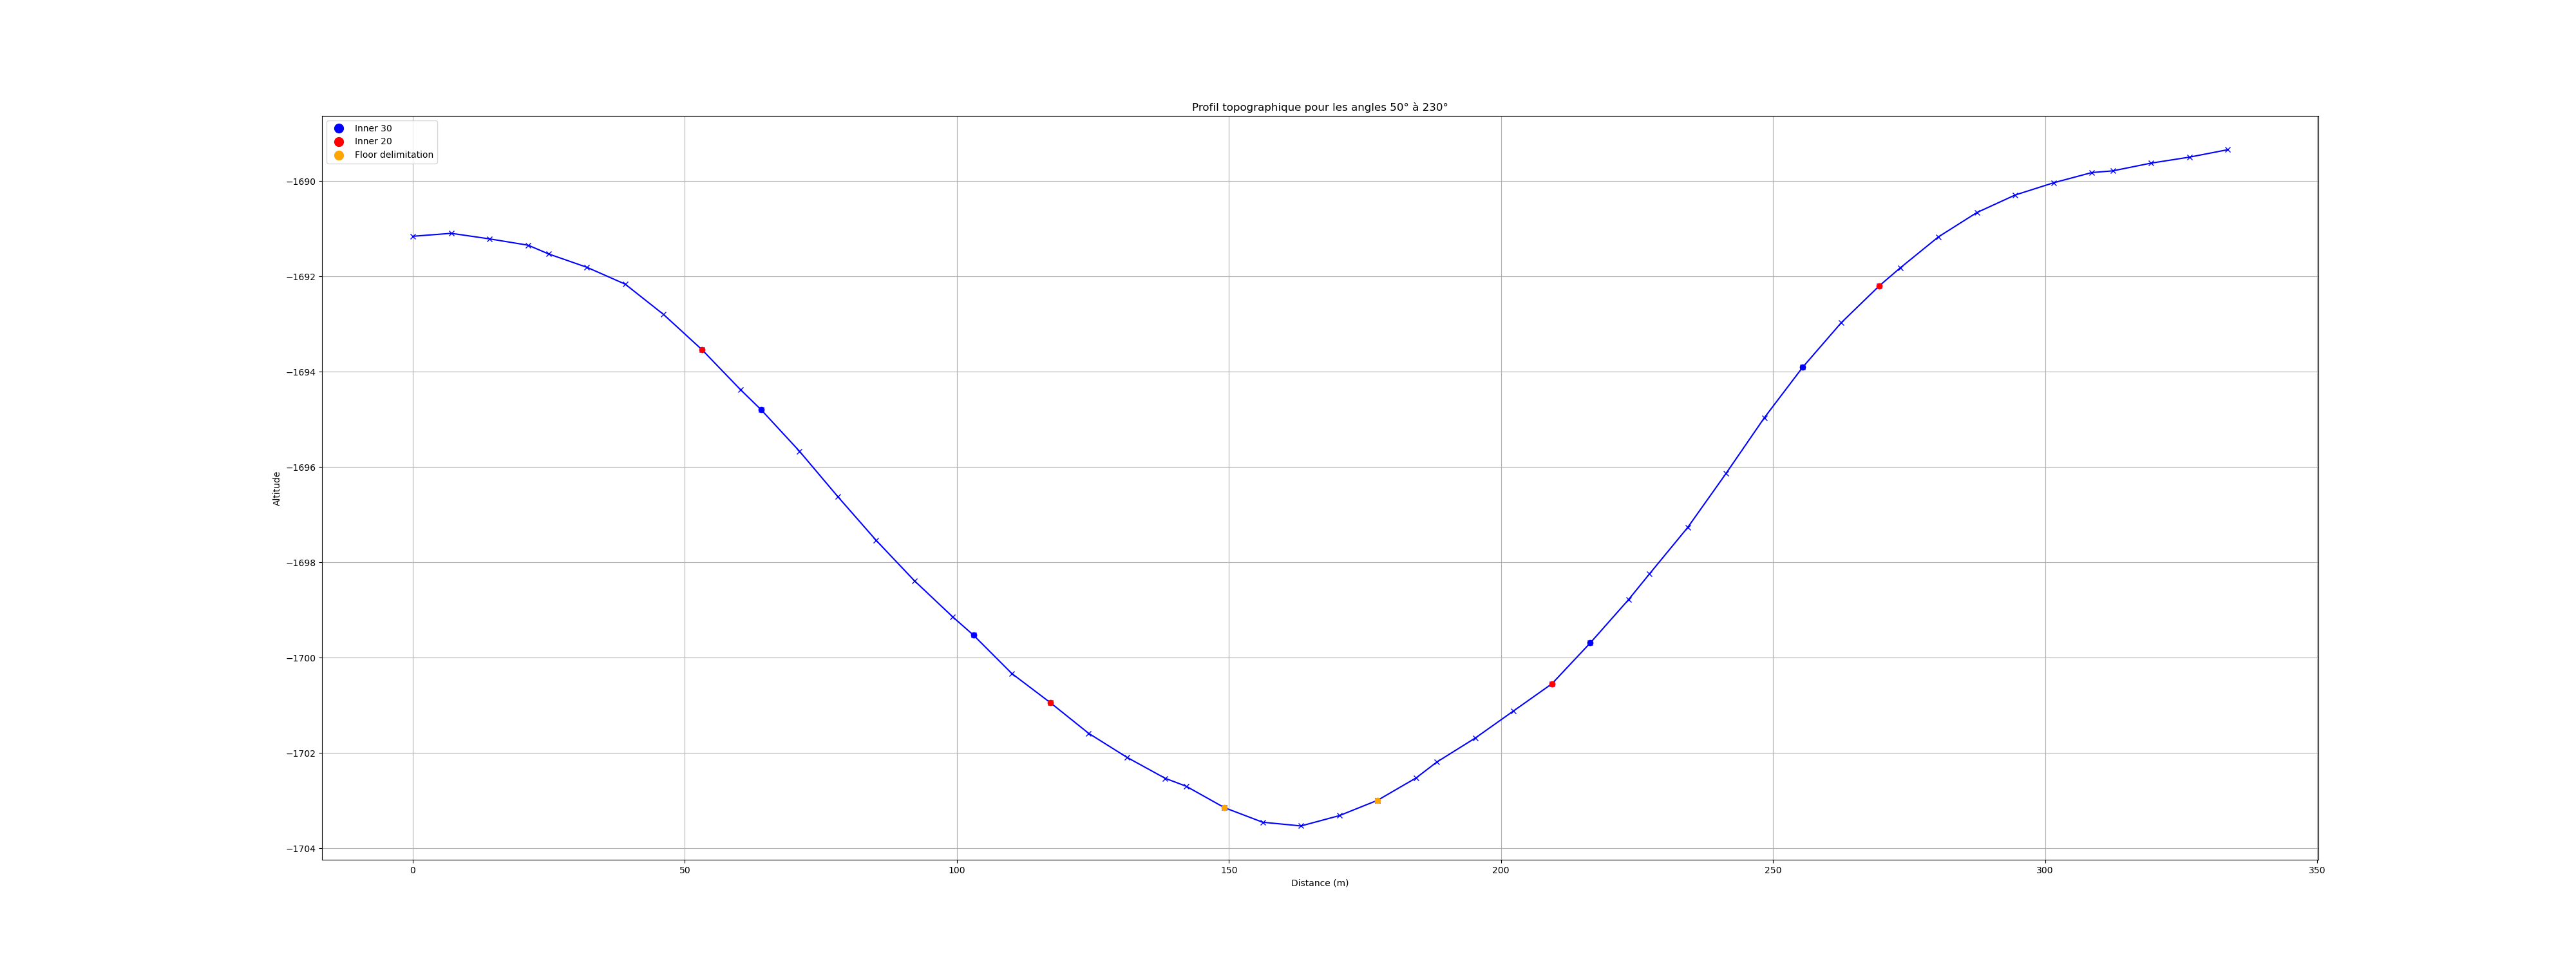 Profil topographique pour les angles 50° à 230°
Inner 30
Inner 20
Floor delimitation
Altitude
−1690
−1692
−1694
−1696
−1698
−1700
−1702
−1704
0
50
100
150
200
250
300
350
Distance (m)